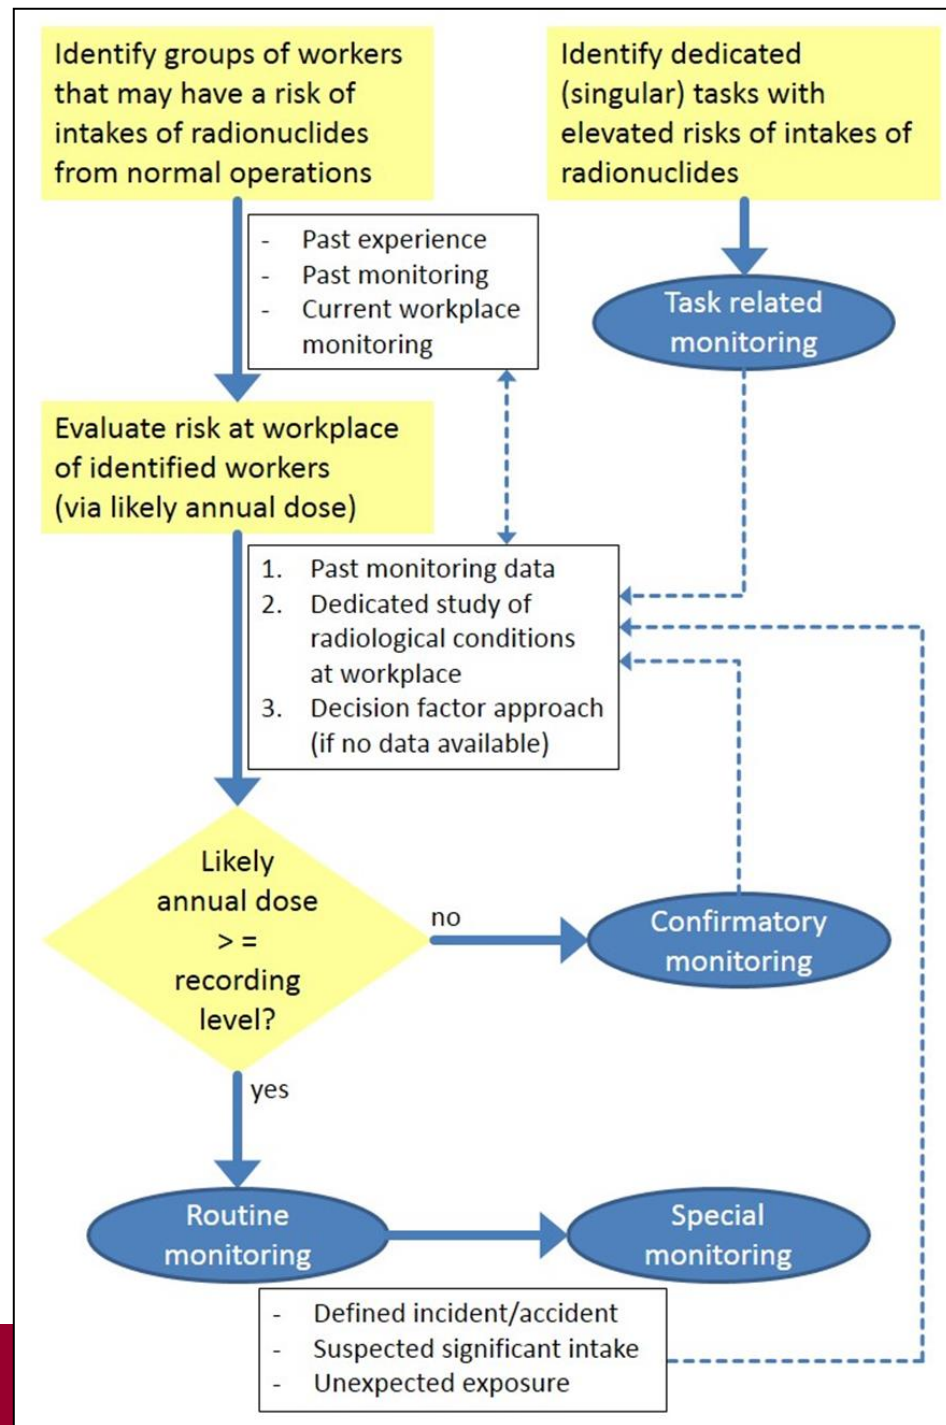 Identify groups of workers
that may have a risk of
intakes of radionuclides
from normal operations
Identify dedicated
(singular) tasks with
elevated risks of intakes of
radionuclides
- Past experience
- Past monitoring
- Current workplace
monitoring
Task related
monitoring
Evaluate risk at workplace
of identified workers
(via likely annual dose)
1. Past monitoring data
2. Dedicated study of
radiological conditions
at workplace
3. Decision factor approach
(if no data available)
Likely
annual dose
> =
recording
level?
no
Confirmatory
monitoring
yes
Routine
monitoring
Special
monitoring
- Defined incident/accident
- Suspected significant intake
- Unexpected exposure